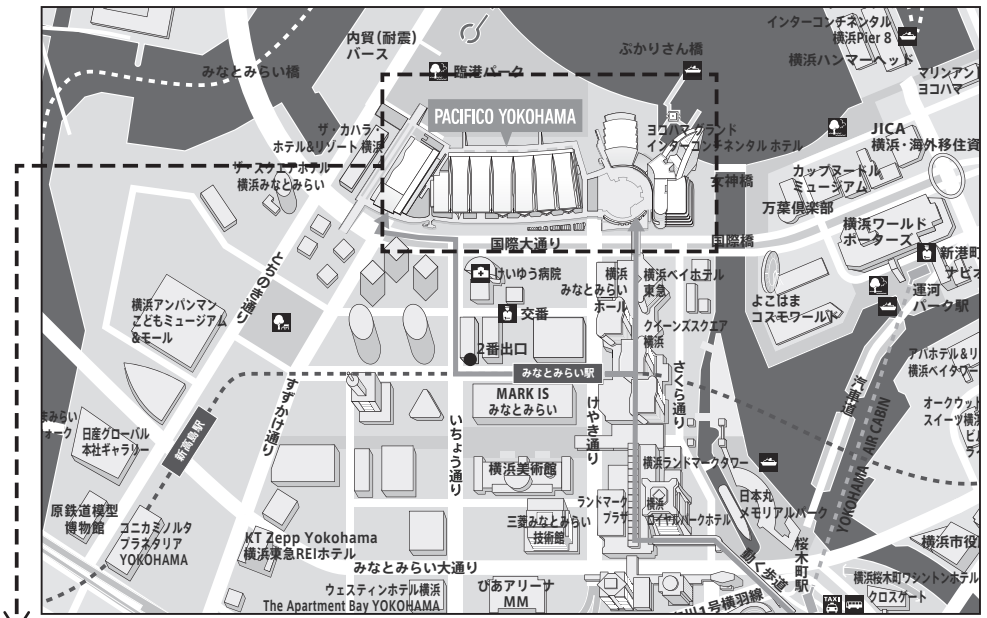 インターコンチネンタル
横浜Pier 8
内貿(耐震)
バース
ぷかりさん橋
横浜ハンマーヘッド
みなとみらい橋
臨港パーク
マリンアン
ヨコハマ
PACIFICO YOKOHAMA
ザ・カハラ・
ホテル&リゾート 横浜
ヨコハマ グランド
インターコンチネンタル ホテル
JICA
横浜・海外移住資
ザ・スクエアホテル
横浜みなとみらい
女神橋
カップヌードル
ミュージアム
万葉倶楽部
横浜ワールド
ポーターズ
国際大通り
国際橋
新港町
ナビオ
けいゆう病院
横浜
みなとみらい
ホール
横浜ベイホテル
東急
とちのき通り
横浜アンパンマン
こどもミュージアム
&モール
よこはま
コスモワールド
運河
パーク駅
交番
クイーンズスクエア
横浜
2番出口
みなとみらい駅
さくら通り
アパホテル&リ
横浜ベイタワー
すずかけ通り
MARK IS
みなとみらい
いちょう通り
けやき通り
汽車道
YOKOHAMA AIR CABIN
オークウッド
スイーツ横浜
日産グローバル
本社ギャラリー
新高島駅
横浜美術館
横浜ランドマークタワー
原鉄道模型
博物館
コニカミノルタ
プラネタリア
YOKOHAMA
ランドマーク
プラザ
横浜
ロイヤルパークホテル
日本丸
メモリアルパーク
三菱みなとみらい
技術館
KT Zepp Yokohama
横浜東急REIホテル
みなとみらい大通り
動く歩道
桜木町駅
横浜市役
横浜桜木町ワシントンホテル
クロスゲート
ウェスティンホテル横浜
The Apartment Bay YOKOHAMA
ぴあアリーナ
MM
1号横羽線
TAXI